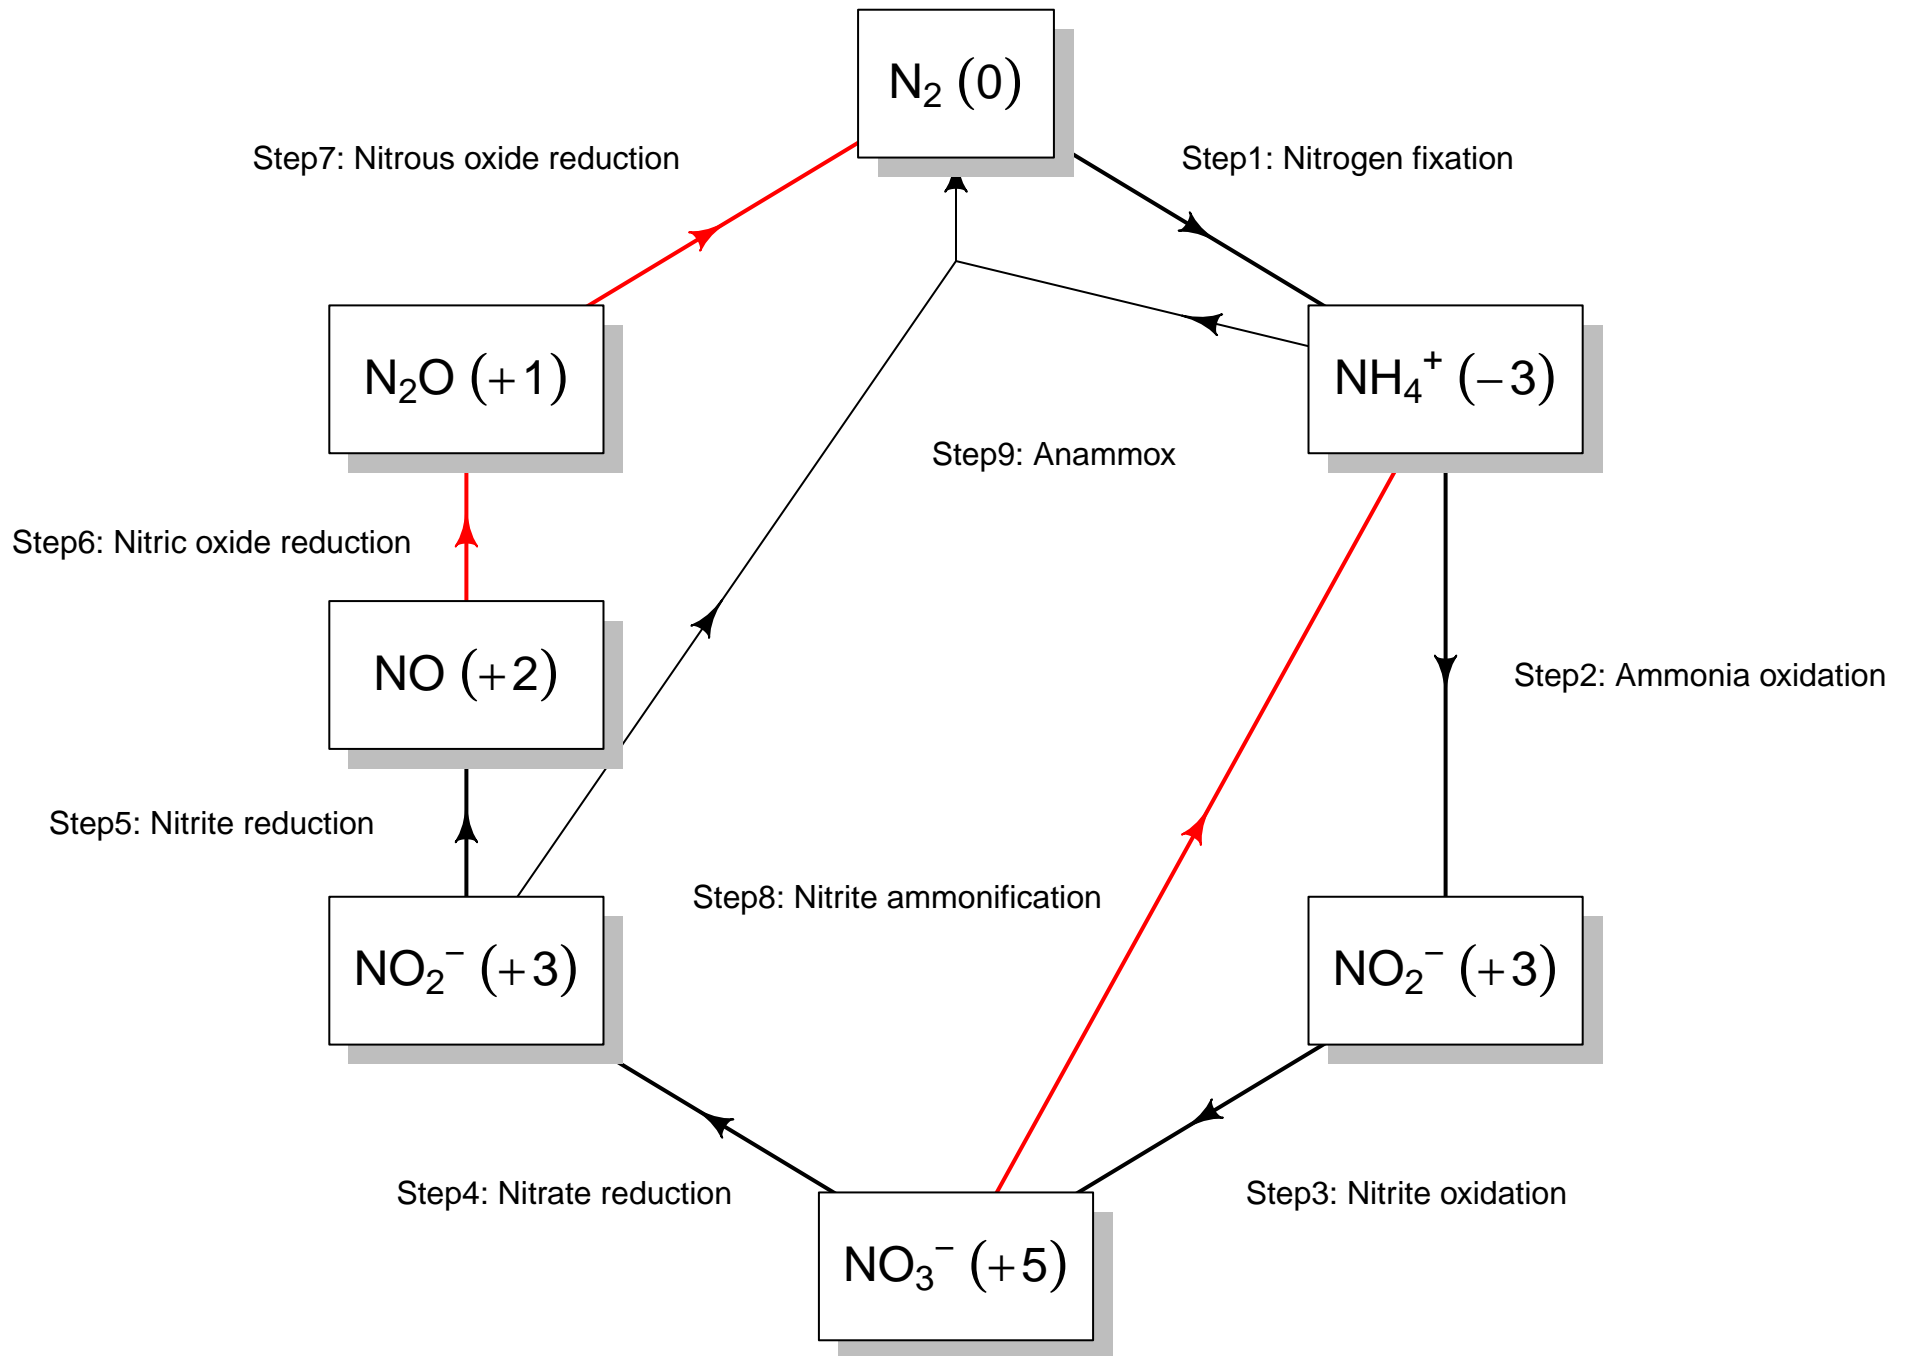 N₂ (0)
Step7: Nitrous oxide reduction
Step1: Nitrogen fixation
N₂O (+1)
NH₄⁺ (−3)
Step9: Anammox
Step6: Nitric oxide reduction
NO (+2)
Step2: Ammonia oxidation
Step5: Nitrite reduction
Step8: Nitrite ammonification
NO₂⁻ (+3)
NO₂⁻ (+3)
Step4: Nitrate reduction
Step3: Nitrite oxidation
NO₃⁻ (+5)